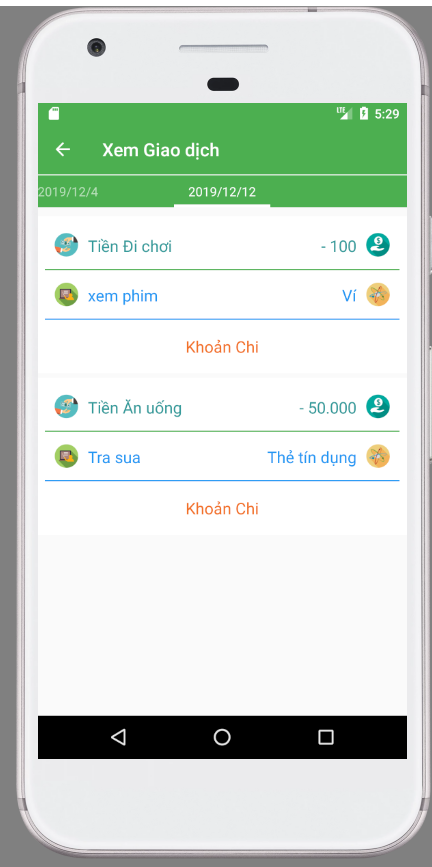 LTE 5:29
Xem Giao dịch
2019/12/4 2019/12/12
Tiền Đi chơi - 100
xem phim Ví
Khoản Chi
Tiền Ăn uống - 50.000
Tra sua Thẻ tín dụng
Khoản Chi